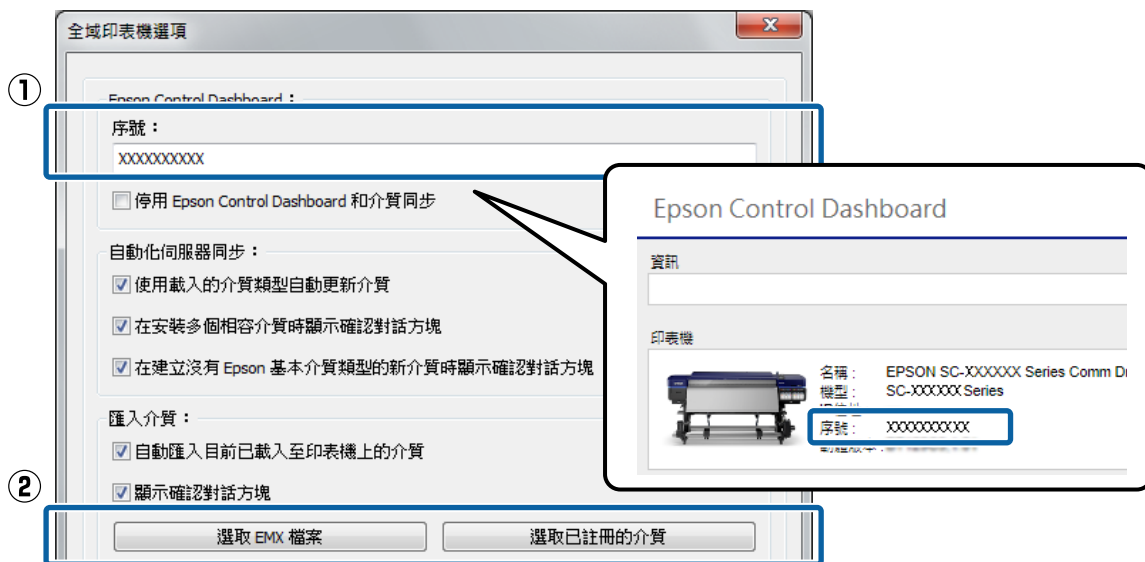 全域印表機選項
①
Epson Control Dashboard：
序號：
XXXXXXXXXX
停用 Epson Control Dashboard 和介質同步
自動化伺服器同步：
使用載入的介質類型自動更新介質
在安裝多個相容介質時顯示確認對話方塊
在建立沒有 Epson 基本介質類型的新介質時顯示確認對話方塊
匯入介質：
自動匯入目前已載入至印表機上的介質
②
顯示確認對話方塊
選取 EMX 檔案
選取已註冊的介質
Epson Control Dashboard
資訊
印表機
名稱： EPSON SC-XXXXXX Series Comm
機型： SC-XXXXXX Series
序號： XXXXXXXXXX